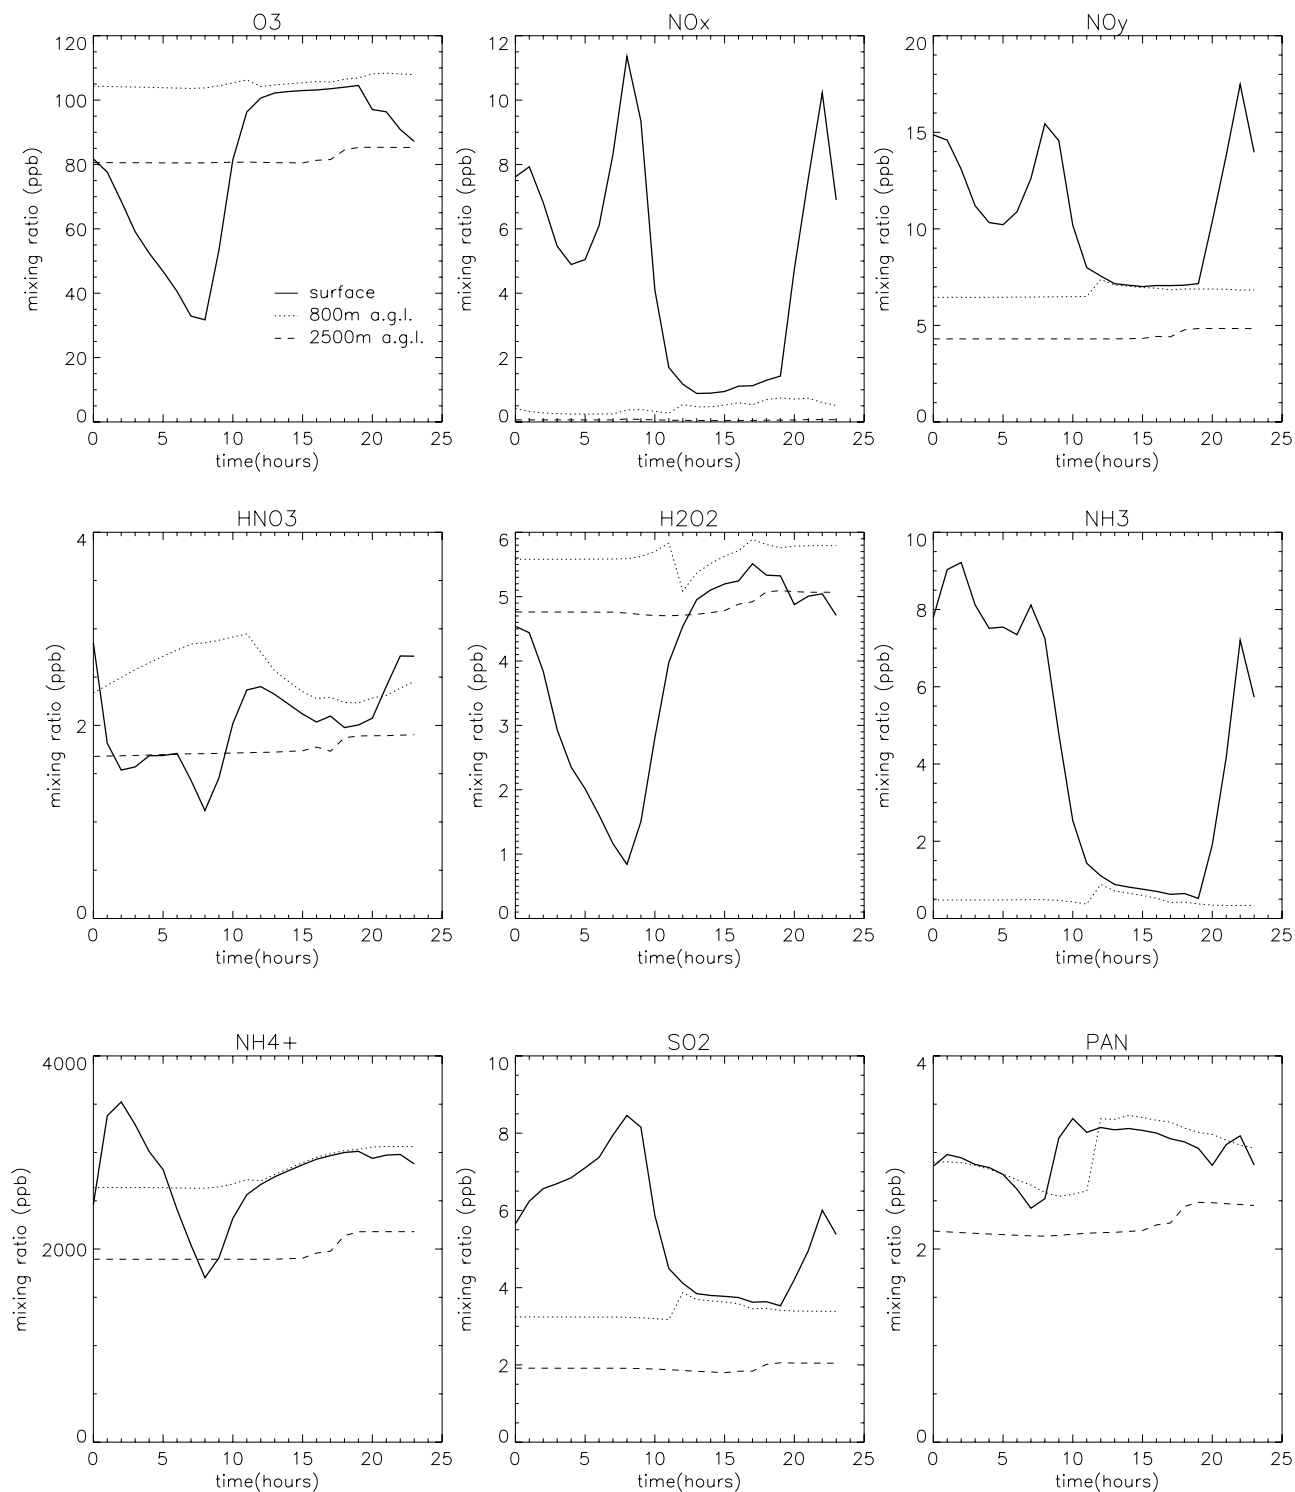 O3
NOx
NOy
mixing ratio (ppb)
120
100
80
60
40
20
0
surface
800m a.g.l.
2500m a.g.l.
0 5 10 15 20 25
time(hours)
mixing ratio (ppb)
12
10
8
6
4
2
0
0 5 10 15 20 25
time(hours)
mixing ratio (ppb)
20
15
10
5
0
0 5 10 15 20 25
time(hours)
HNO3
H2O2
NH3
mixing ratio (ppb)
4
2
0
0 5 10 15 20 25
time(hours)
mixing ratio (ppb)
6
5
4
3
2
1
0
0 5 10 15 20 25
time(hours)
mixing ratio (ppb)
10
8
6
4
2
0
0 5 10 15 20 25
time(hours)
NH4+
SO2
PAN
mixing ratio (ppb)
4000
2000
0
0 5 10 15 20 25
time(hours)
mixing ratio (ppb)
10
8
6
4
2
0
0 5 10 15 20 25
time(hours)
mixing ratio (ppb)
4
2
0
0 5 10 15 20 25
time(hours)